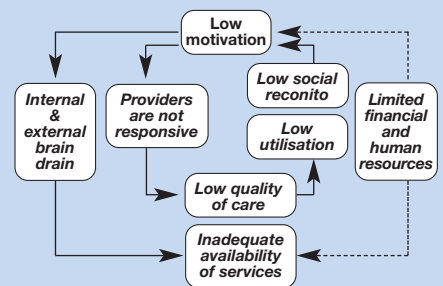 Low
motivation
Internal
&
external
brain
drain
Providers
are not
responsive
Low social
reconito
Low
utilisation
Limited
financial
and
human
resources
Low quality
of care
Inadequate
availability
of services